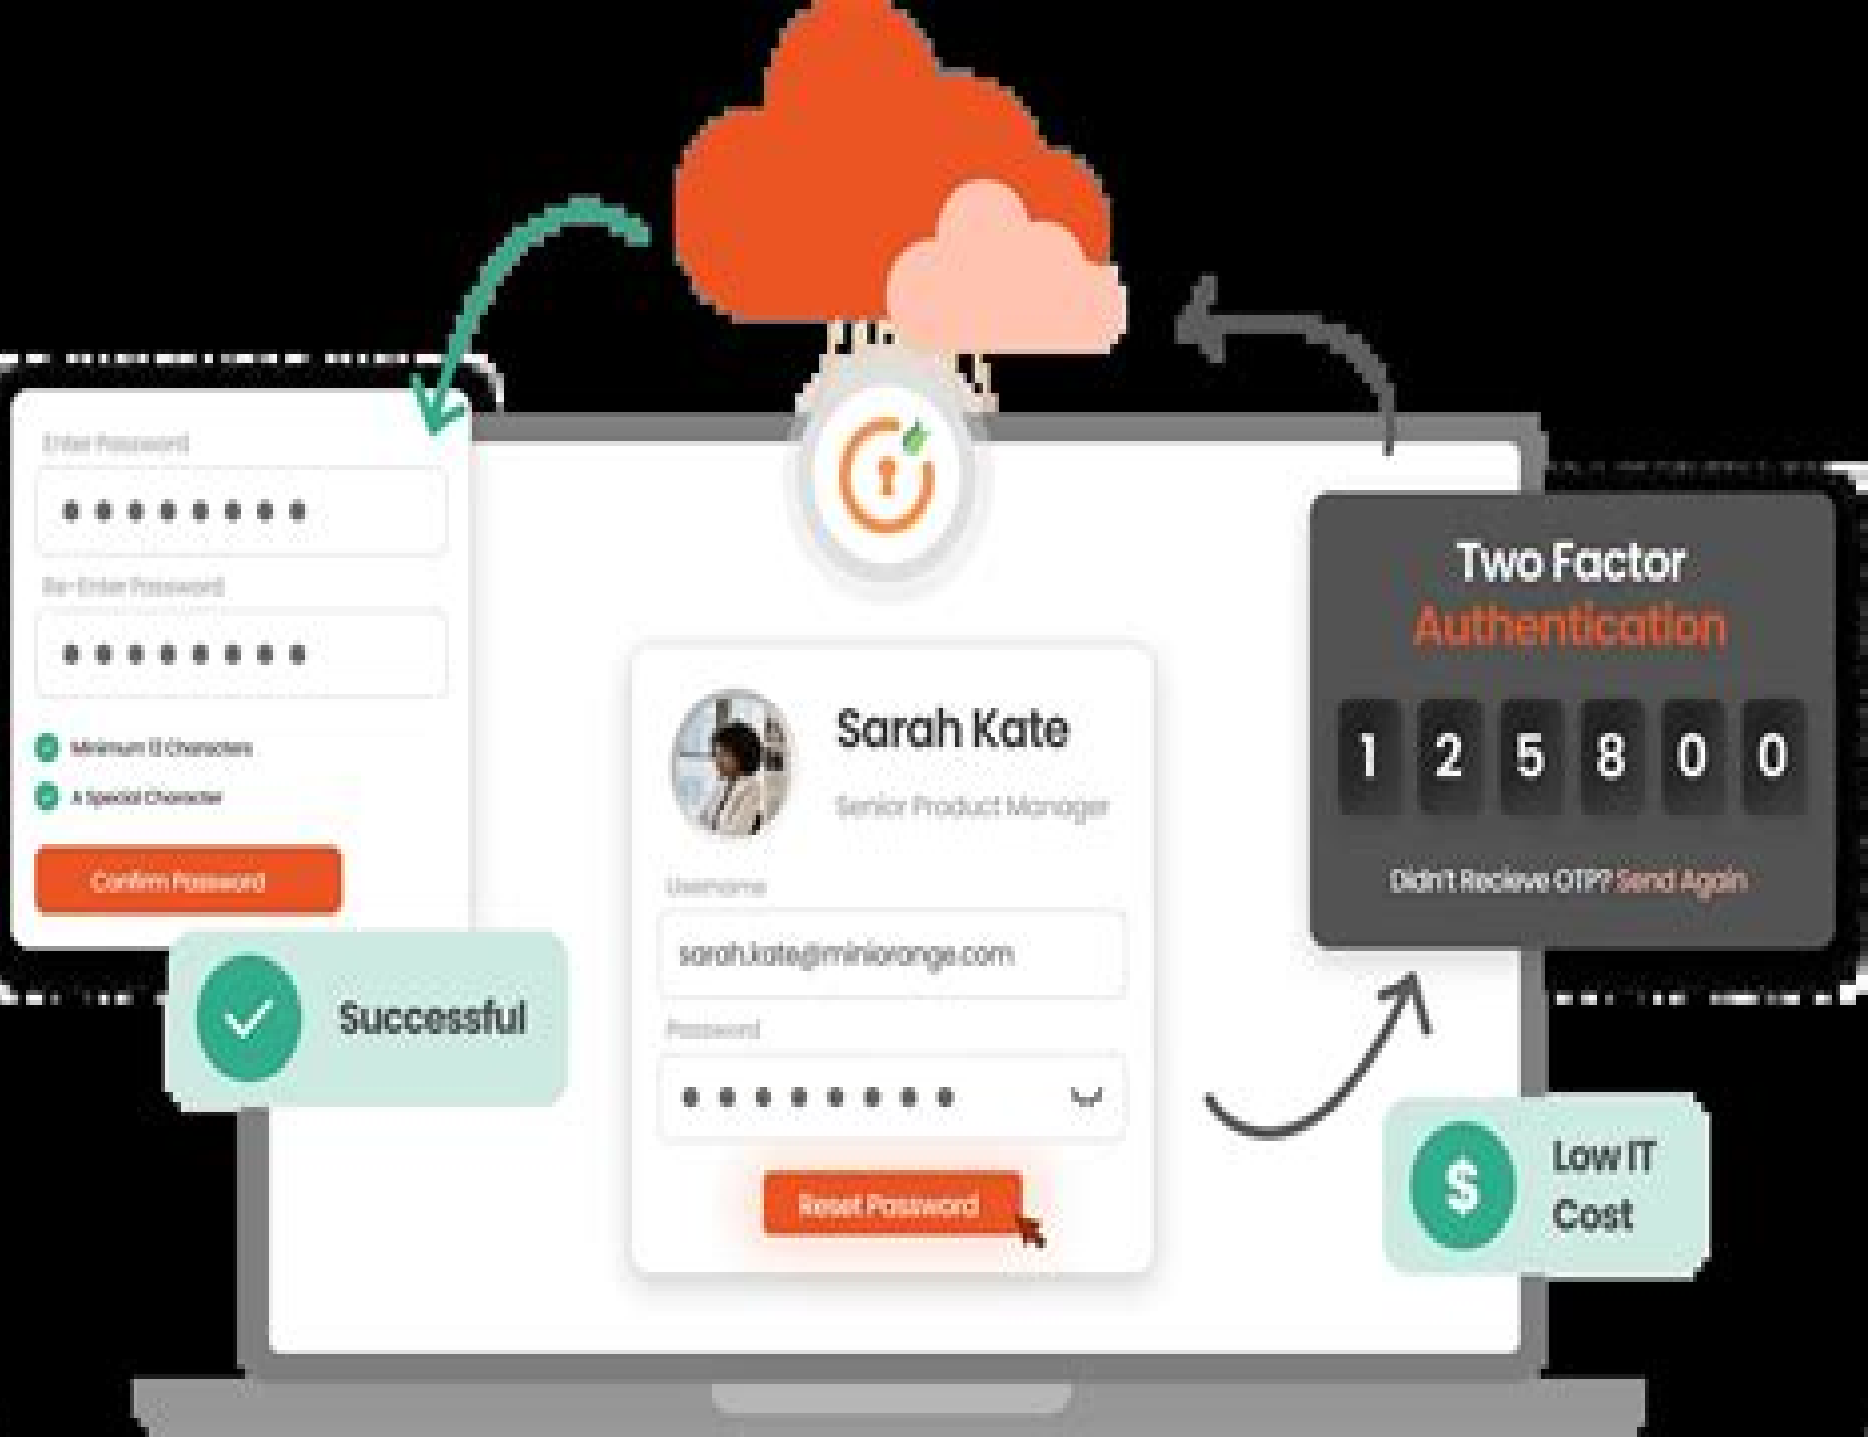 Enter Password
Re-Enter Password
Minimum 12 Characters
A Special Character
Confirm Password
Successful
Sarah Kate
Senior Product Manager
Username
sarah.kate@miniorange.com
Password
Reset Password
Two Factor
Authentication
1 2 5 8 0 0
Didn't Recieve OTP? Send Again
$
Low IT
Cost